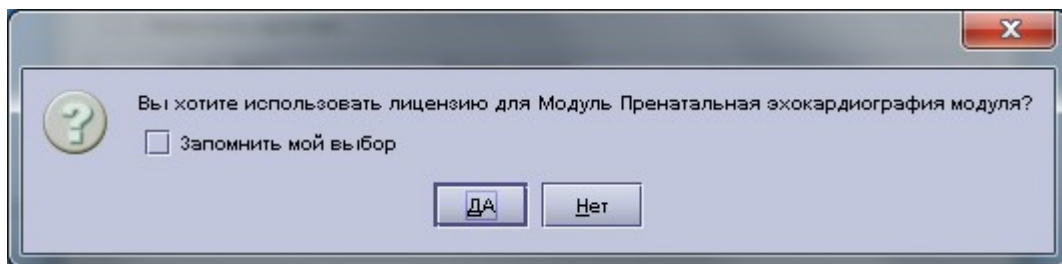 Вы хотите использовать лицензию для Модуль Пренатальная эхокардиография модуля?
Запомнить мой выбор
ДА Нет